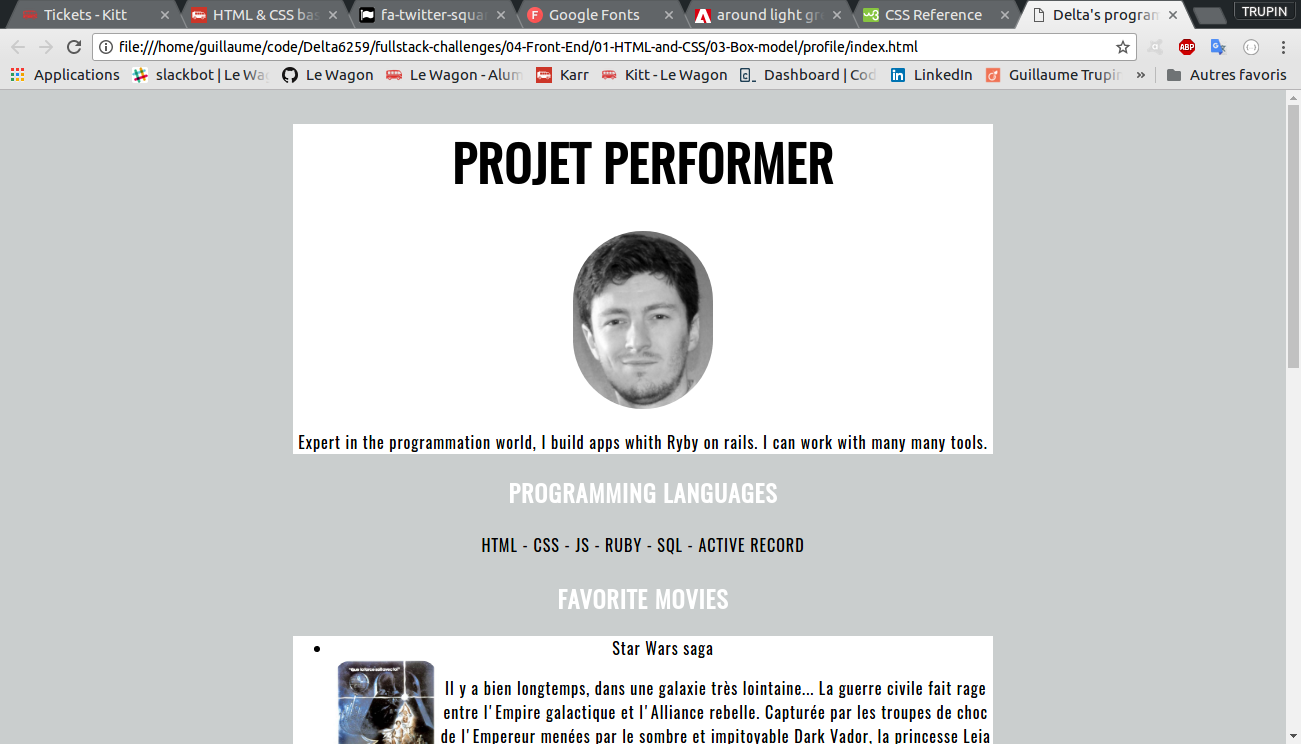 Tickets - Kitt
HTML & CSS bas
fa-twitter-squar
Google Fonts
around light gr
CSS Reference
Delta's program
TRUPIN
file:///home/guillaume/code/Delta6259/fullstack-challenges/04-Front-End/01-HTML-and-CSS/03-Box-model/profile/index.html
ABP
Applications
slackbot | Le Wag
Le Wagon
Le Wagon - Alum
Karr
Kitt - Le Wagon
Dashboard | Cod
LinkedIn
Guillaume Trupin
»
Autres favoris
PROJET PERFORMER
Expert in the programmation world, I build apps whith Ryby on rails. I can work with many many tools.
PROGRAMMING LANGUAGES
HTML - CSS - JS - RUBY - SQL - ACTIVE RECORD
FAVORITE MOVIES
• Star Wars saga
Il y a bien longtemps, dans une galaxie très lointaine... La guerre civile fait rage
entre l'Empire galactique et l'Alliance rebelle. Capturée par les troupes de choc
de l'Empereur menées par le sombre et impitoyable Dark Vador, la princesse Leia